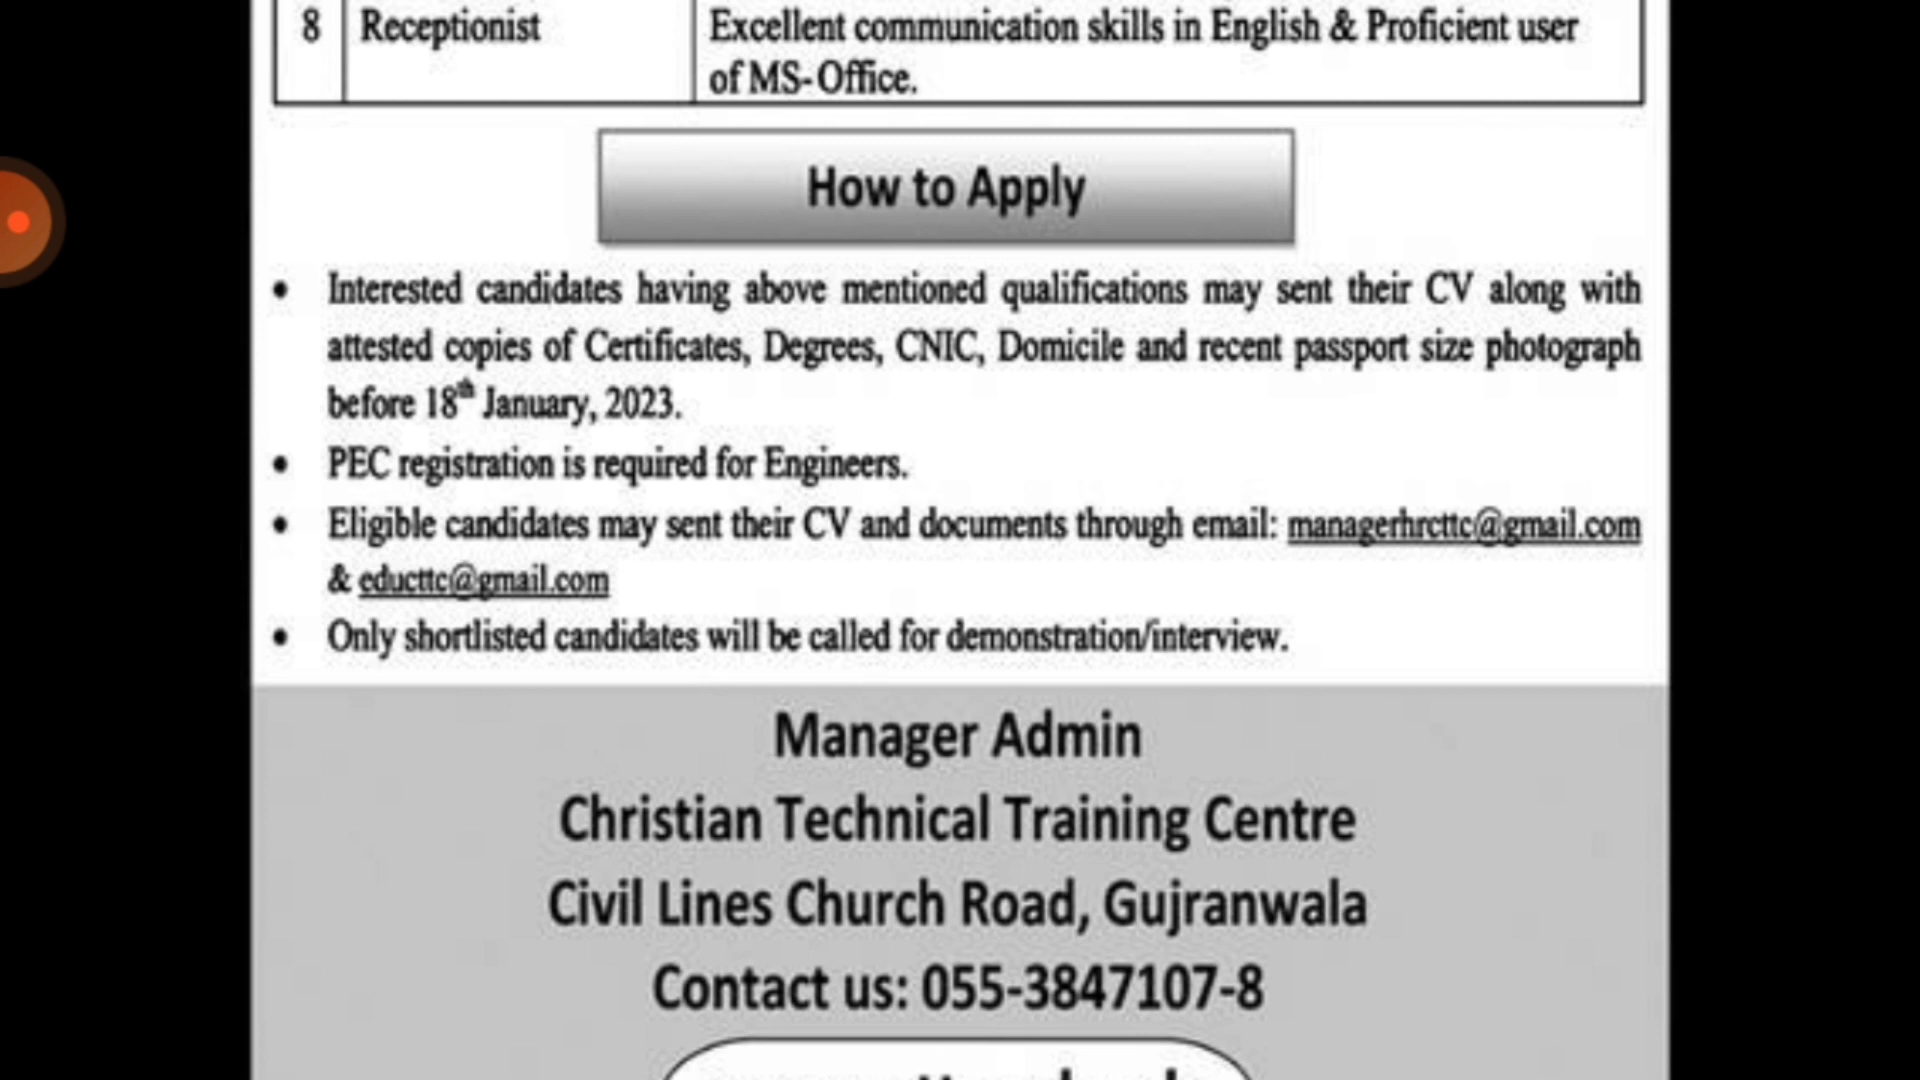 8 Receptionist Excellent communication skills in English & Proficient user
of MS-Office.
How to Apply
• Interested candidates having above mentioned qualifications may sent their CV along with
attested copies of Certificates, Degrees, CNIC, Domicile and recent passport size photograph
before 18th January, 2023.
• PEC registration is required for Engineers.
• Eligible candidates may sent their CV and documents through email: managerhrcttc@gmail.com
& educttc@gmail.com
• Only shortlisted candidates will be called for demonstration/interview.
Manager Admin
Christian Technical Training Centre
Civil Lines Church Road, Gujranwala
Contact us: 055-3847107-8